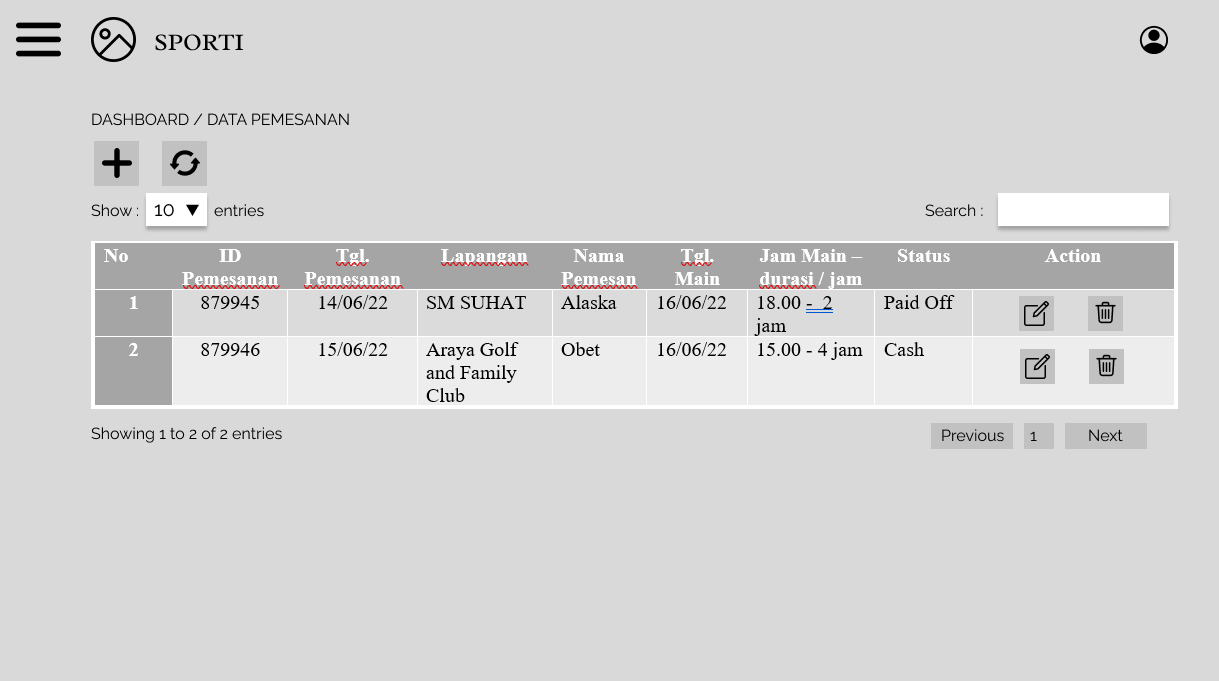 SPORTI
DASHBOARD / DATA PEMESANAN
Show : 10 ▼ entries Search :
No ID Tgl. Lapangan Nama Tgl. Jam Main – Status Action
Pemesanan Pemesanan Pemesan Main durasi / jam
1 879945 14/06/22 SM SUHAT Alaska 16/06/22 18.00 - 2 Paid Off
jam
2 879946 15/06/22 Araya Golf Obet 16/06/22 15.00 - 4 jam Cash
and Family
Club
Showing 1 to 2 of 2 entries Previous 1 Next